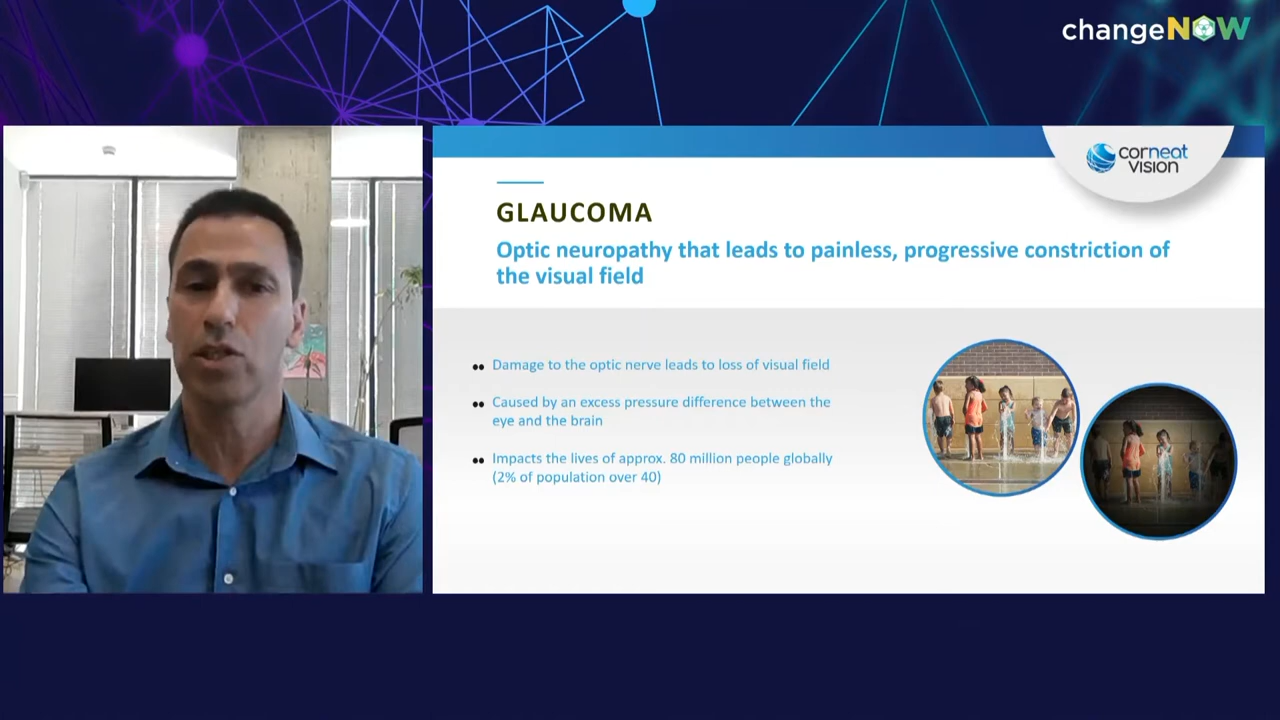 changeNOW
corneat
vision
GLAUCOMA
Optic neuropathy that leads to painless, progressive constriction of
the visual field
Damage to the optic nerve leads to loss of visual field
Caused by an excess pressure difference between the
eye and the brain
Impacts the lives of approx. 80 million people globally
(2% of population over 40)